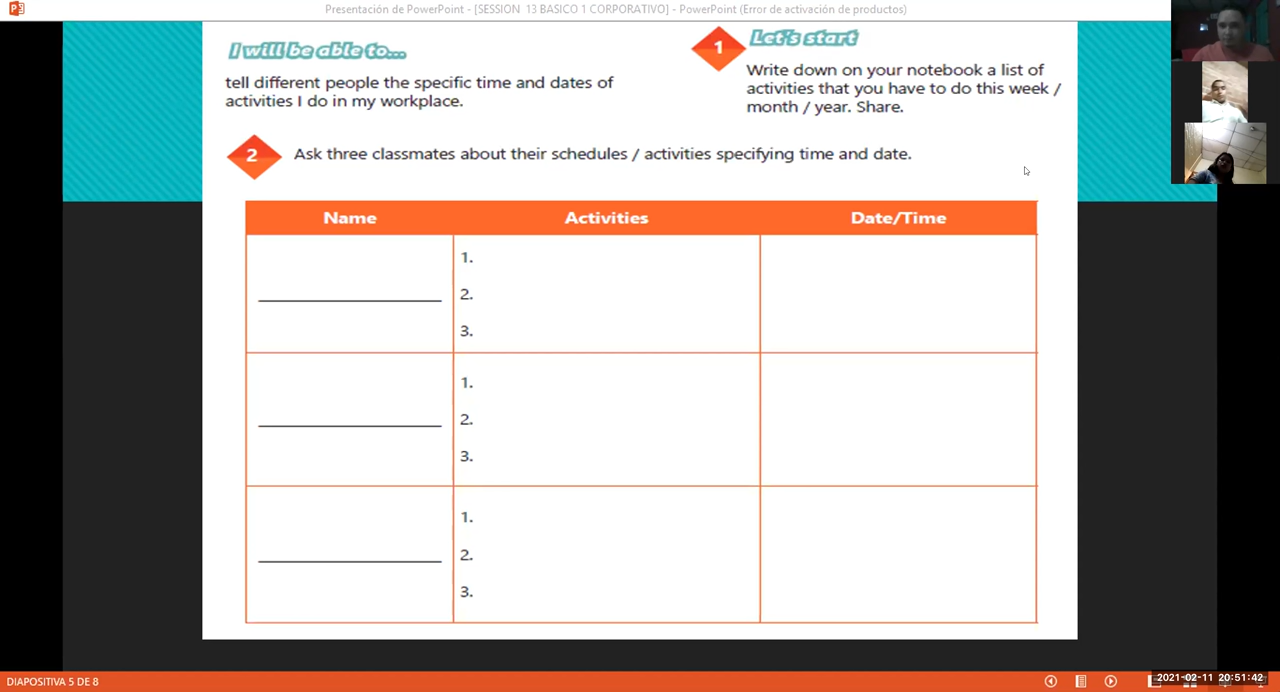 Presentación de PowerPoint - [SESSION 13 BASICO 1 CORPORATIVO] - PowerPoint (Error de activación de productos)
I will be able to...
tell different people the specific time and dates of
activities I do in my workplace.
1
Let's start
Write down on your notebook a list of
activities that you have to do this week /
month / year. Share.
2
Ask three classmates about their schedules / activities specifying time and date.
Name Activities Date/Time
1.
2.
3.
1.
2.
3.
1.
2.
3.
DIAPOSITIVA 5 DE 8
2021-02-11 20:51:42